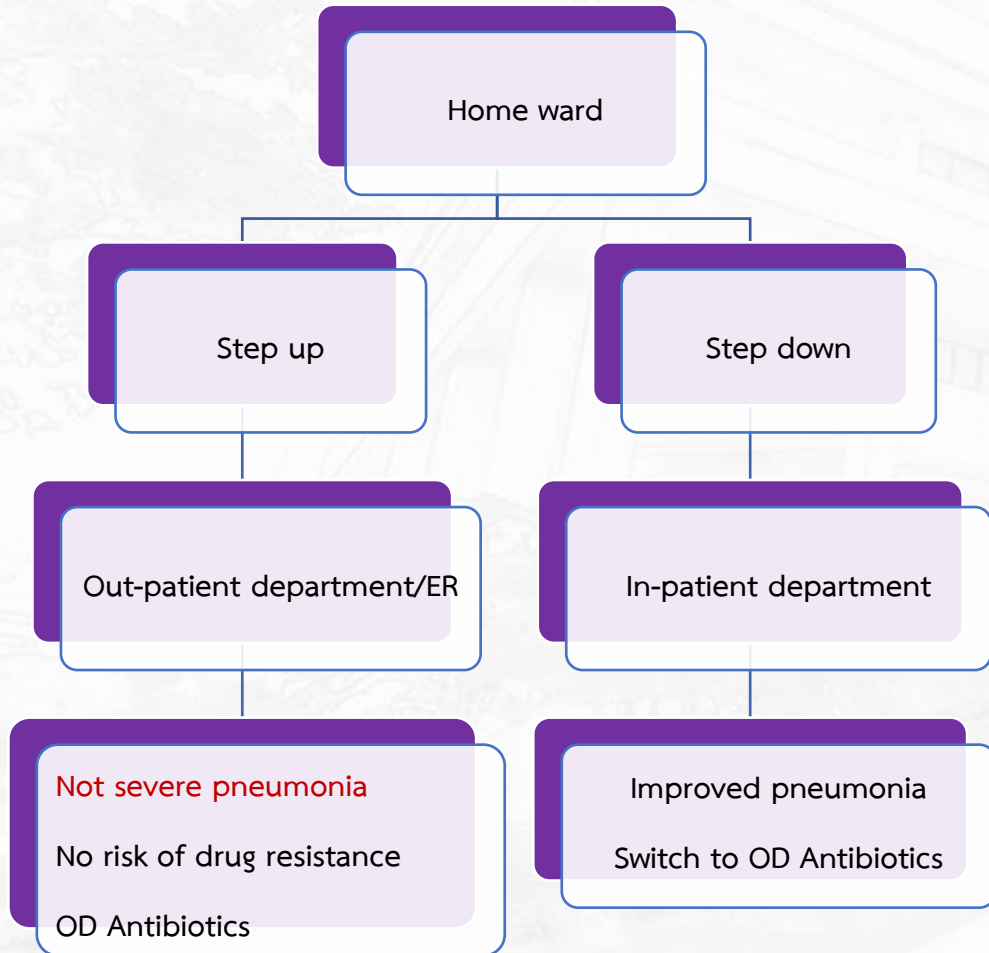 Home ward
Step up
Step down
Out-patient department/ER
In-patient department
Not severe pneumonia
No risk of drug resistance
OD Antibiotics
Improved pneumonia
Switch to OD Antibiotics